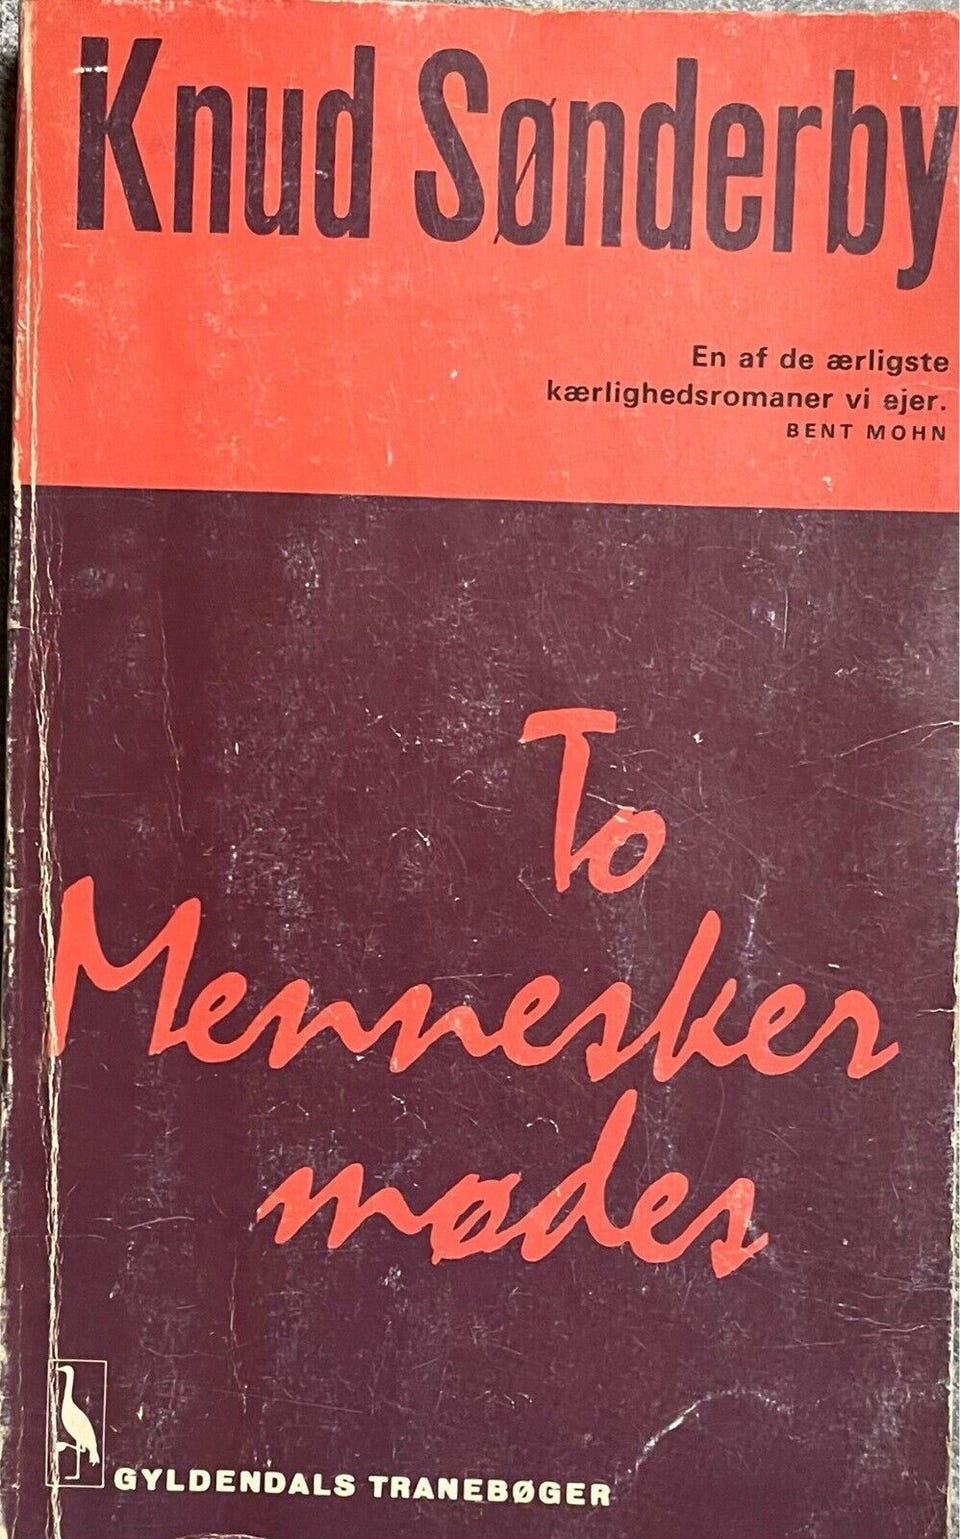 Knud Sønderby
En af de ærligste
kærlighedsromaner vi ejer.
BENT MOHN
To
Mennesker
mødes
GYLDENDALS TRANEBØGER